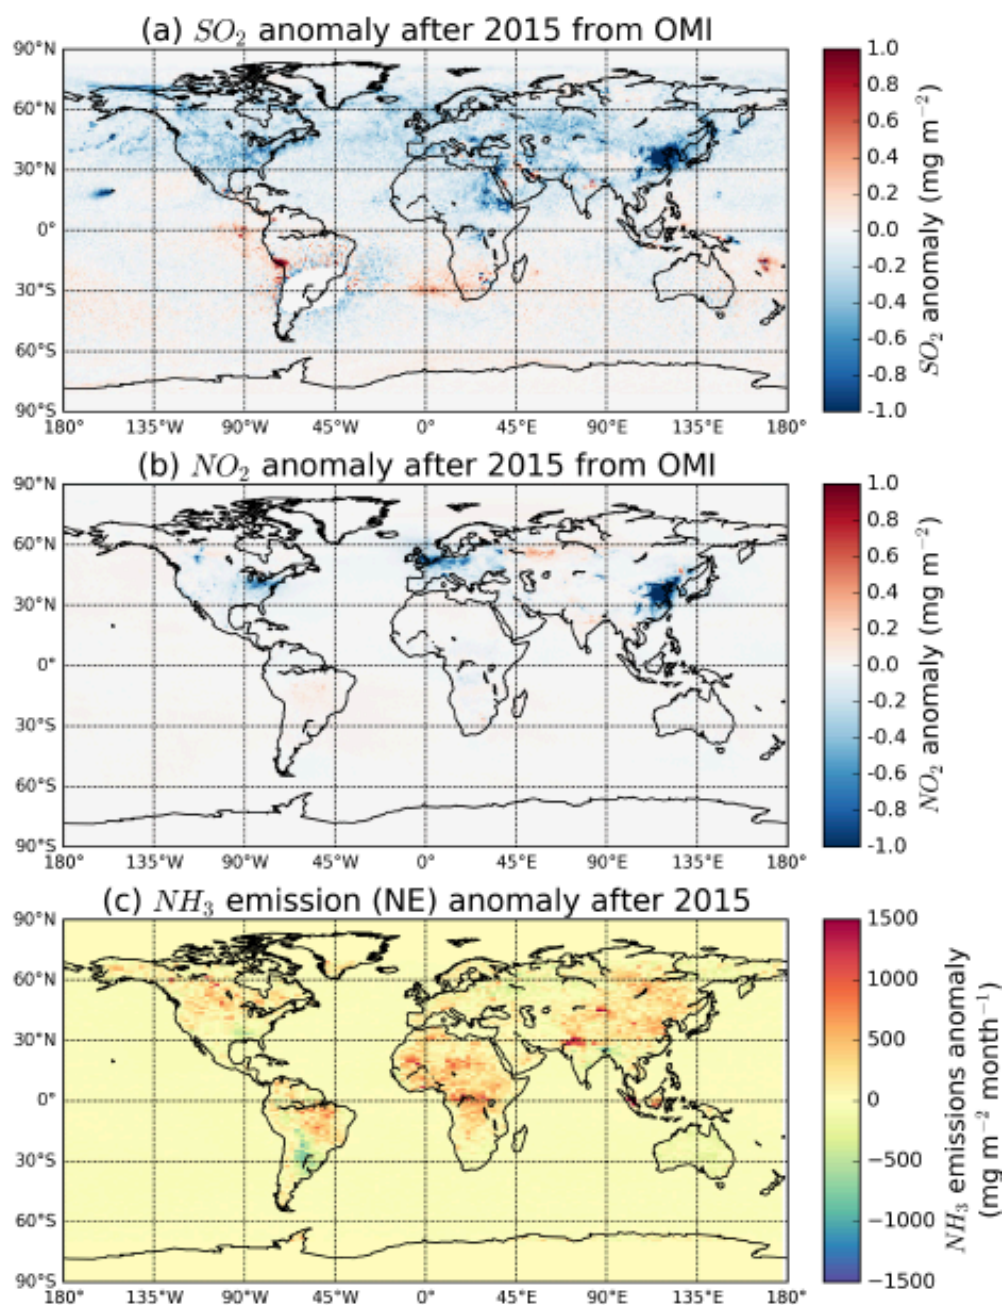 (a) SO2 anomaly after 2015 from OMI
90°N
60°N
30°N
0°
30°S
60°S
90°S
180° 135°W 90°W 45°W 0° 45°E 90°E 135°E 180°
1.0
0.8
0.6
0.4
0.2
0.0
-0.2
-0.4
-0.6
-0.8
-1.0
SO2 anomaly (mg m−2)
(b) NO2 anomaly after 2015 from OMI
90°N
60°N
30°N
0°
30°S
60°S
90°S
180° 135°W 90°W 45°W 0° 45°E 90°E 135°E 180°
1.0
0.8
0.6
0.4
0.2
0.0
-0.2
-0.4
-0.6
-0.8
-1.0
NO2 anomaly (mg m−2)
(c) NH3 emission (NE) anomaly after 2015
90°N
60°N
30°N
0°
30°S
60°S
90°S
180° 135°W 90°W 45°W 0° 45°E 90°E 135°E 180°
1500
1000
500
0
−500
−1000
−1500
NH3 emissions anomaly
(mg m−2 month−1)